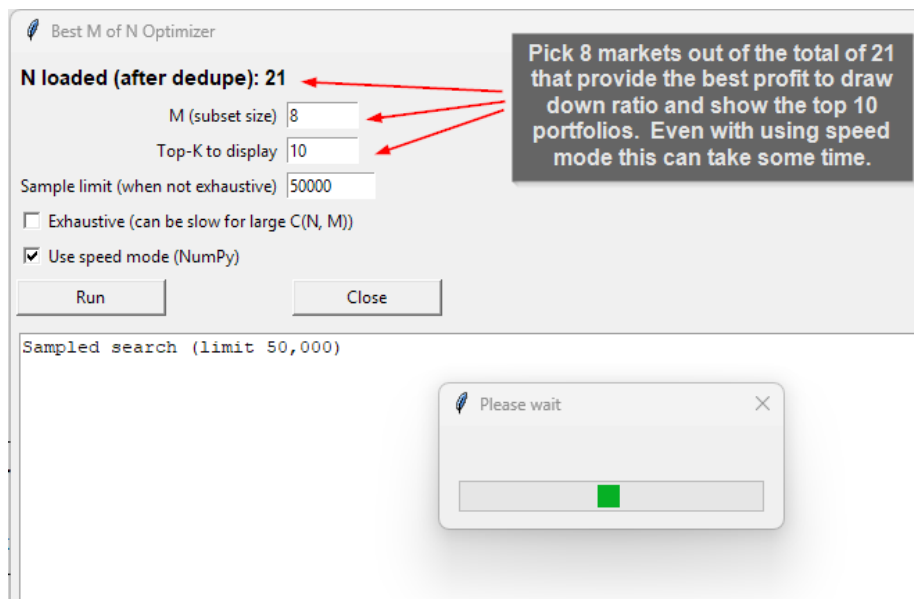 Best M of N Optimizer
N loaded (after dedupe): 21
Pick 8 markets out of the total of 21
that provide the best profit to draw
down ratio and show the top 10
portfolios. Even with using speed
mode this can take some time.
M (subset size) 8
Top-K to display 10
Sample limit (when not exhaustive) 50000
Exhaustive (can be slow for large C(N, M))
Use speed mode (NumPy)
Run Close
Sampled search (limit 50,000)
Please wait